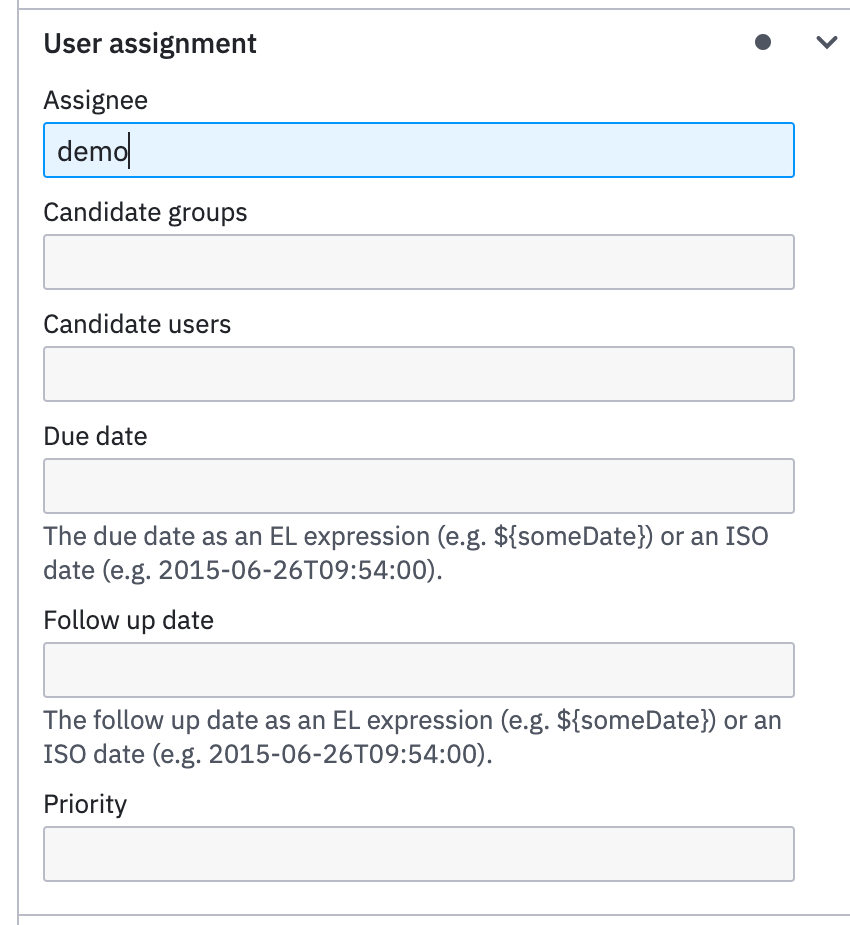 User assignment
Assignee
demo
Candidate groups
Candidate users
Due date
The due date as an EL expression (e.g. ${someDate}) or an ISO
date (e.g. 2015-06-26T09:54:00).
Follow up date
The follow up date as an EL expression (e.g. ${someDate}) or an
ISO date (e.g. 2015-06-26T09:54:00).
Priority